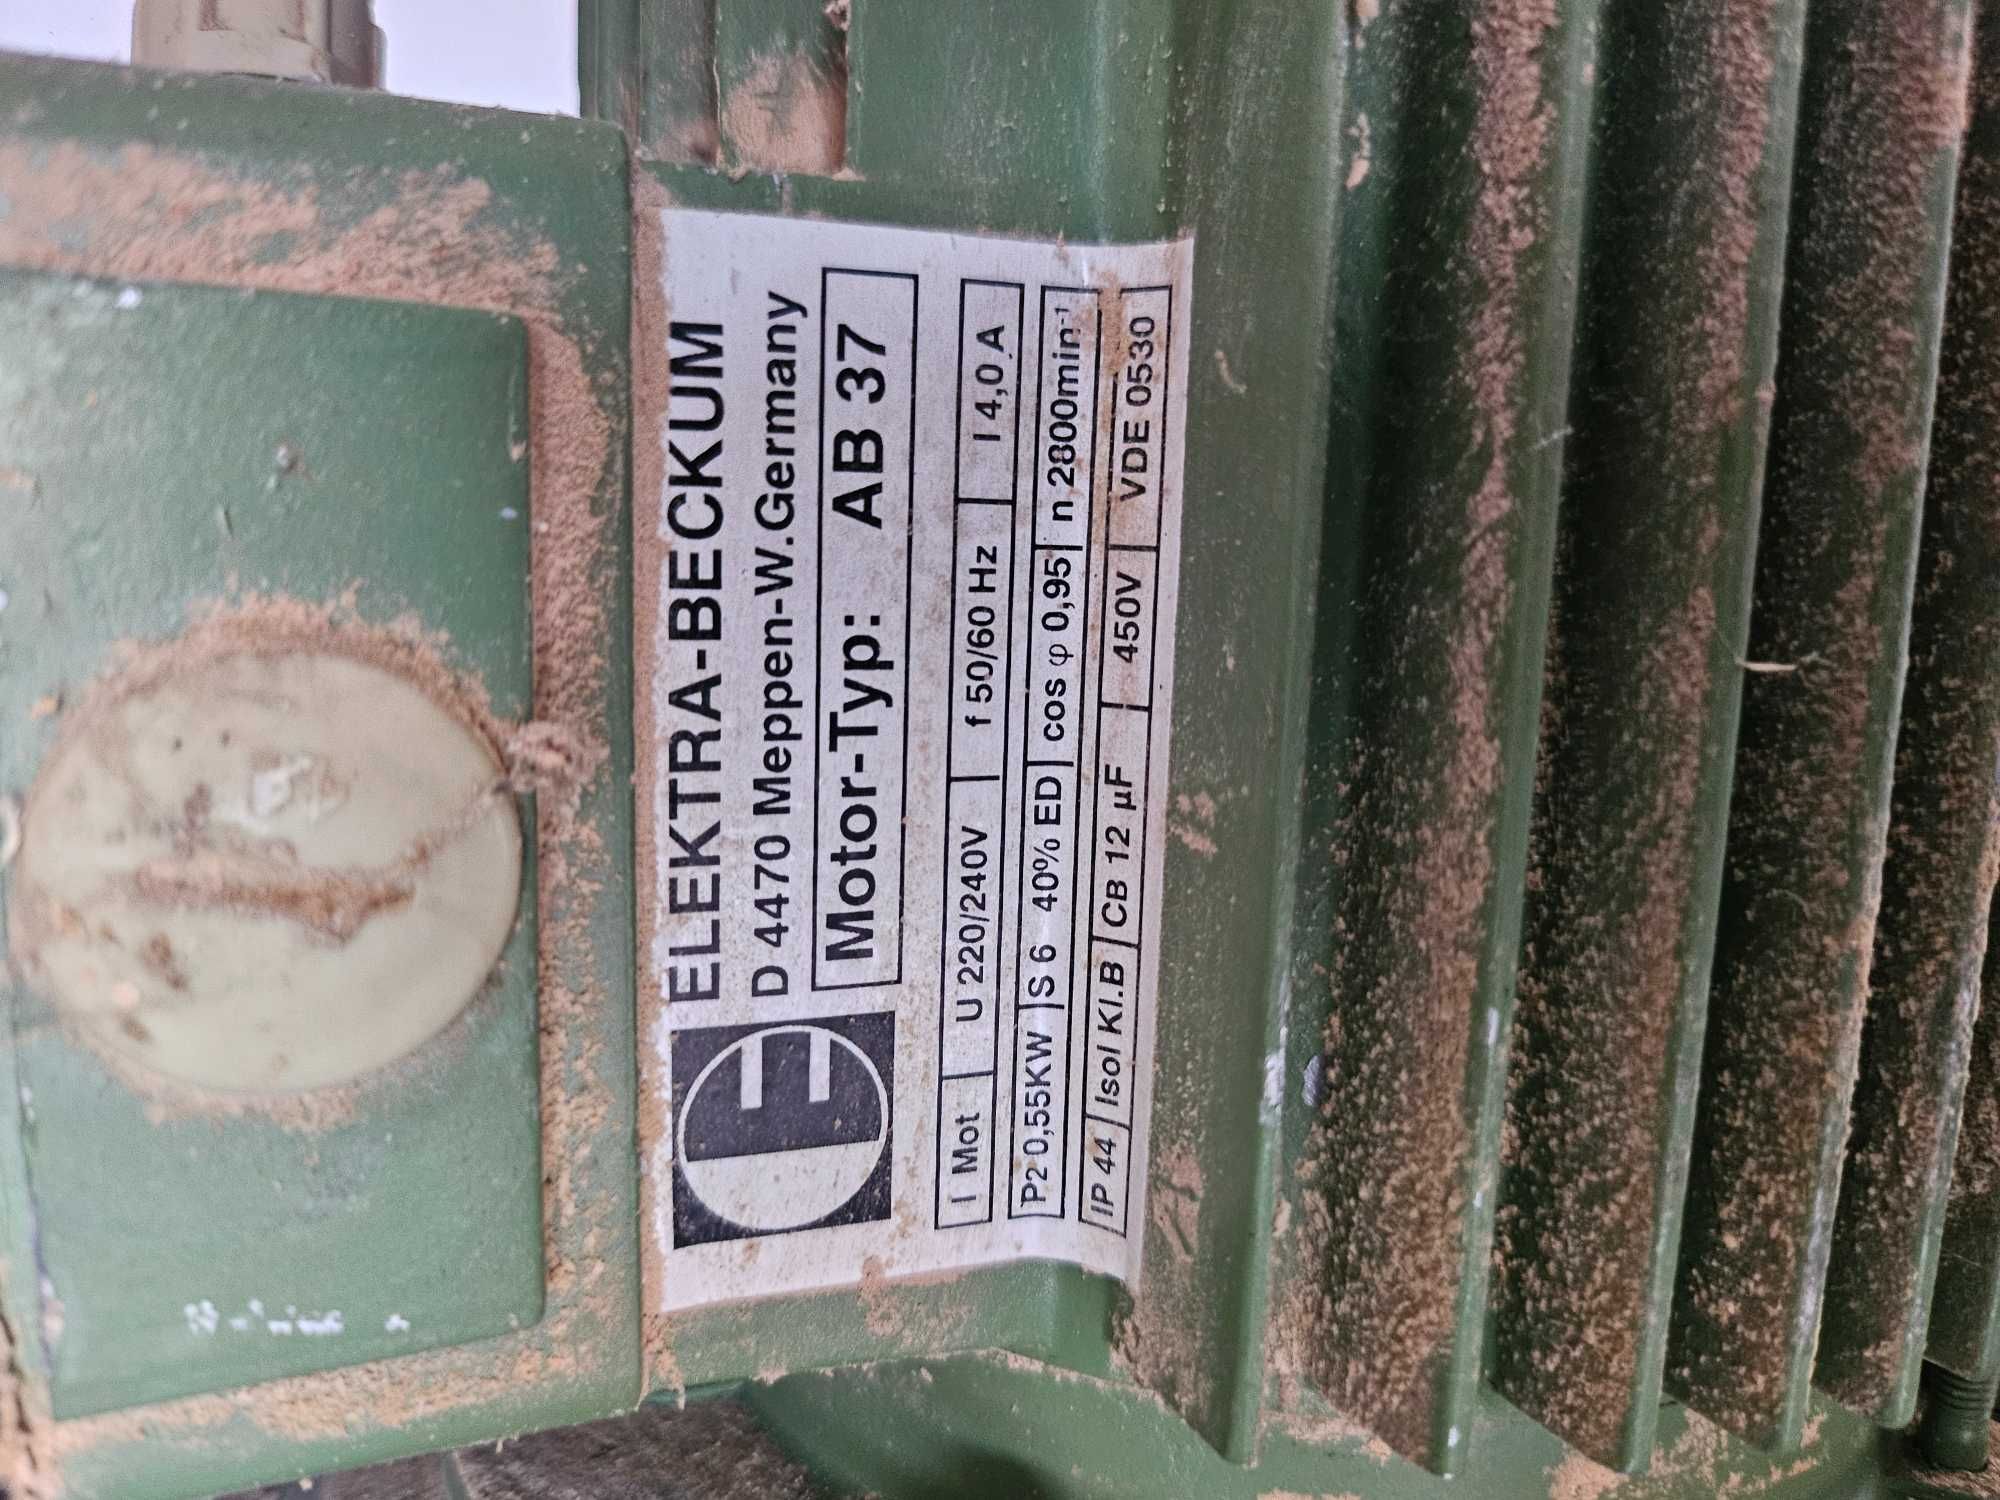 ELEKTRA-BECKUM
D 4470 Meppen-W.Germany
Motor-Typ: AB 37
I Mot U 220/240V f 50/60 Hz I 4,0 A
P2 0,55KW S 6 40% ED cos φ 0,95 n 2800min⁻¹
IP 44 Isol Kl.B CB 12 µF 450V VDE 0530